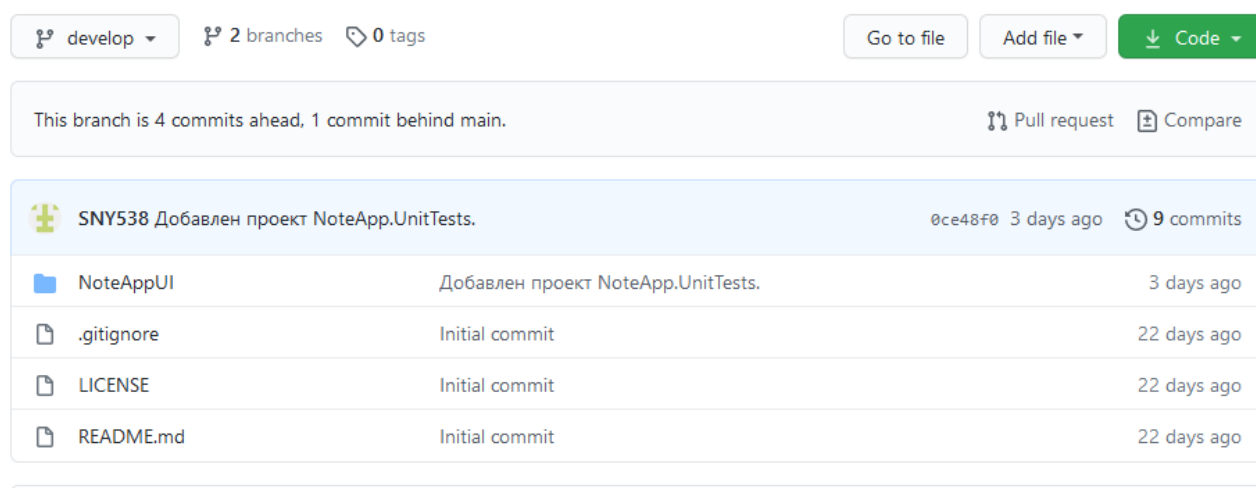 develop 2 branches 0 tags Go to file Add file Code
This branch is 4 commits ahead, 1 commit behind main. Pull request Compare
SNY538 Добавлен проект NoteApp.UnitTests. 0ce48f0 3 days ago 9 commits
NoteAppUI Добавлен проект NoteApp.UnitTests. 3 days ago
.gitignore Initial commit 22 days ago
LICENSE Initial commit 22 days ago
README.md Initial commit 22 days ago